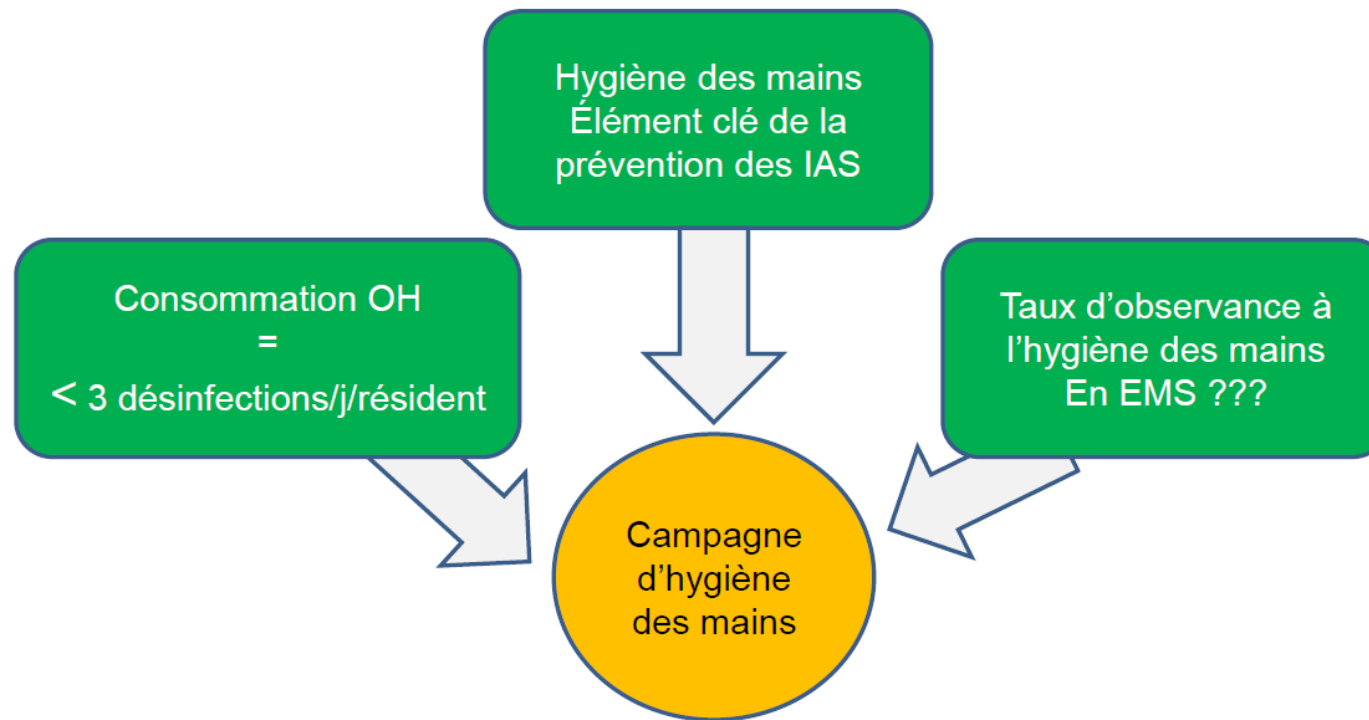 Hygiène des mains
Élément clé de la
prévention des IAS
Consommation OH
=
< 3 désinfections/j/résident
Taux d’observance à
l’hygiène des mains
En EMS ???
Campagne
d’hygiène
des mains